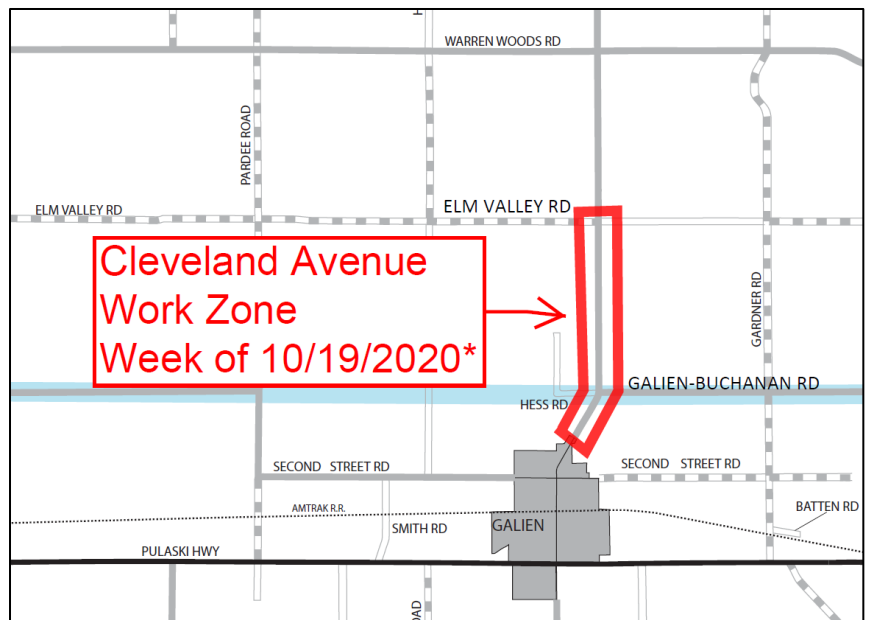 WARREN WOODS RD
PARDEE ROAD
ELM VALLEY RD
ELM VALLEY RD
Cleveland Avenue
Work Zone
Week of 10/19/2020*
GARDNER RD
GALIEN-BUCHANAN RD
HESS RD
SECOND STREET RD
SECOND STREET RD
AMTRAK R.R.
SMITH RD
GALIEN
BATTEN RD
PULASKI HWY
OAD